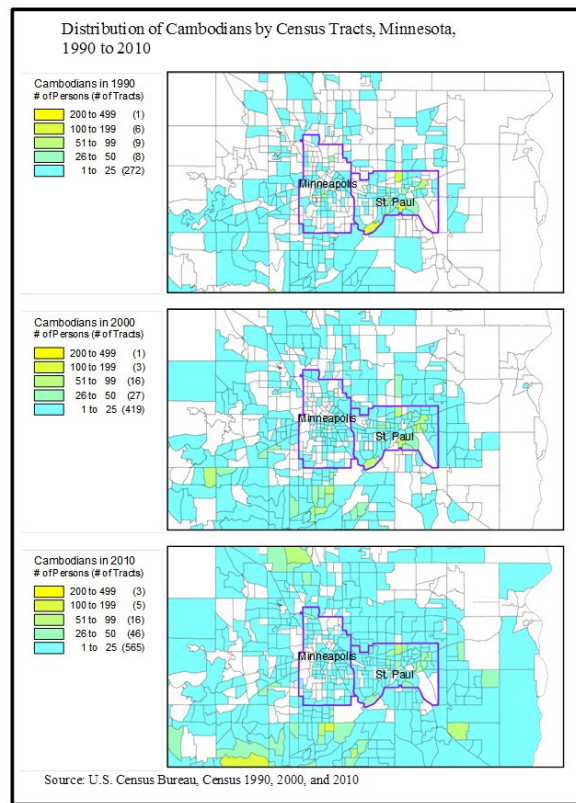 Distribution of Cambodians by Census Tracts, Minnesota,
1990 to 2010
Cambodians in 1990
# of Persons (# of Tracts)
200 to 499 (1)
100 to 199 (6)
51 to 99 (9)
26 to 50 (8)
1 to 25 (272)
Minneapolis
St. Paul
Cambodians in 2000
# of Persons (# of Tracts)
200 to 499 (1)
100 to 199 (3)
51 to 99 (16)
26 to 50 (27)
1 to 25 (419)
Minneapolis
St. Paul
Cambodians in 2010
# of Persons (# of Tracts)
200 to 499 (3)
100 to 199 (5)
51 to 99 (16)
26 to 50 (46)
1 to 25 (565)
Minneapolis
St. Paul
Source: U.S. Census Bureau, Census 1990, 2000, and 2010